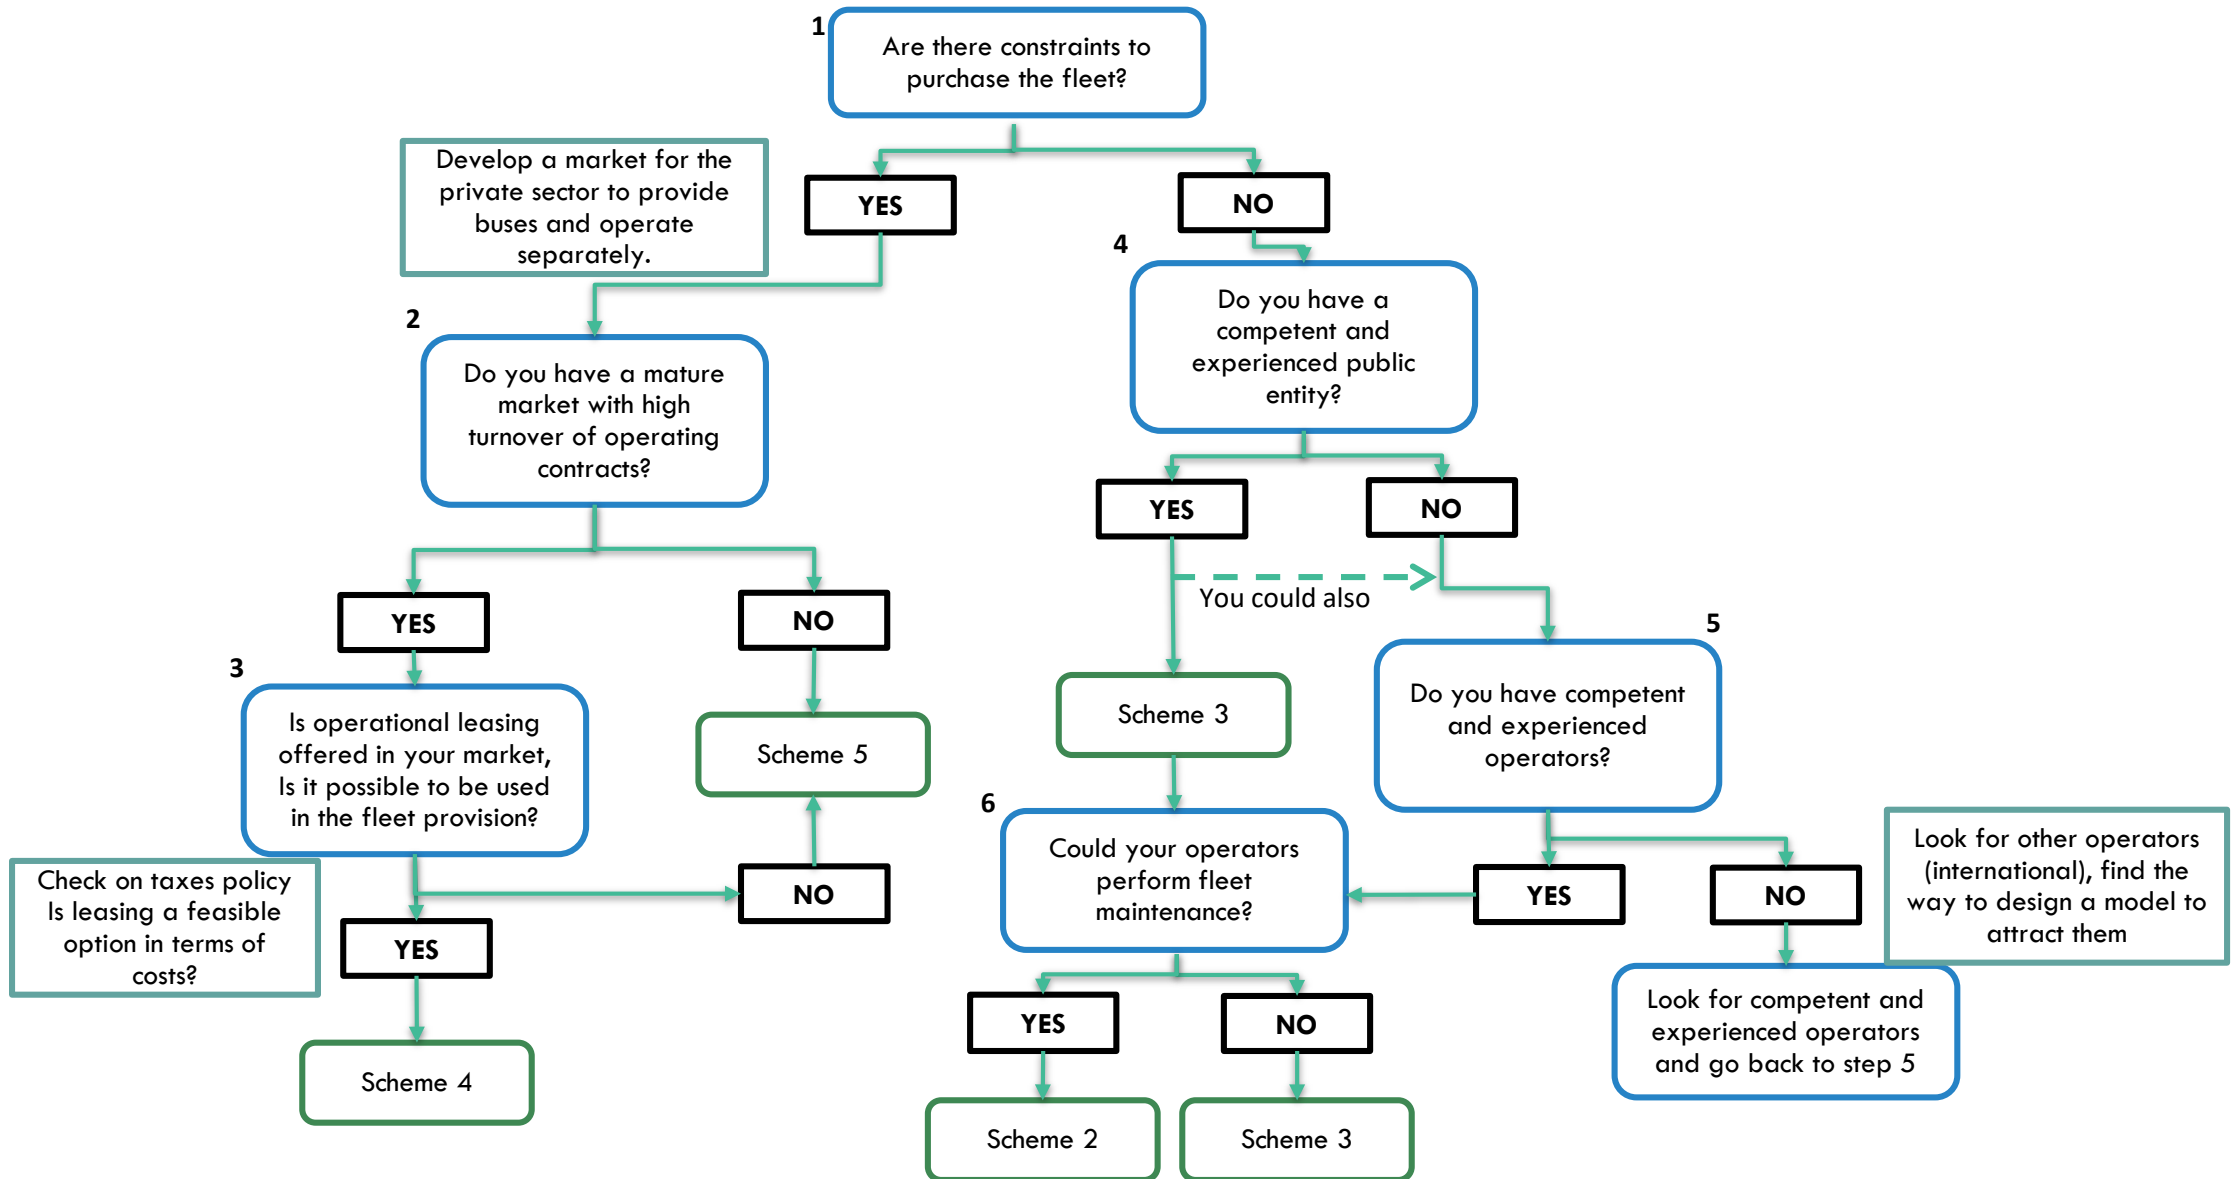 1
Are there constraints to
purchase the fleet?
Develop a market for the
private sector to provide
buses and operate
separately.
YES
NO
2
Do you have a mature
market with high
turnover of operating
contracts?
4
Do you have a
competent and
experienced public
entity?
YES
NO
YES
NO
You could also
3
Is operational leasing
offered in your market,
Is it possible to be used
in the fleet provision?
Scheme 5
Scheme 3
5
Do you have competent
and experienced
operators?
Check on taxes policy
Is leasing a feasible
option in terms of
costs?
YES
NO
6
Could your operators
perform fleet
maintenance?
YES
NO
Look for other operators
(international), find the
way to design a model to
attract them
Scheme 4
YES
NO
Look for competent and
experienced operators
and go back to step 5
Scheme 2
Scheme 3